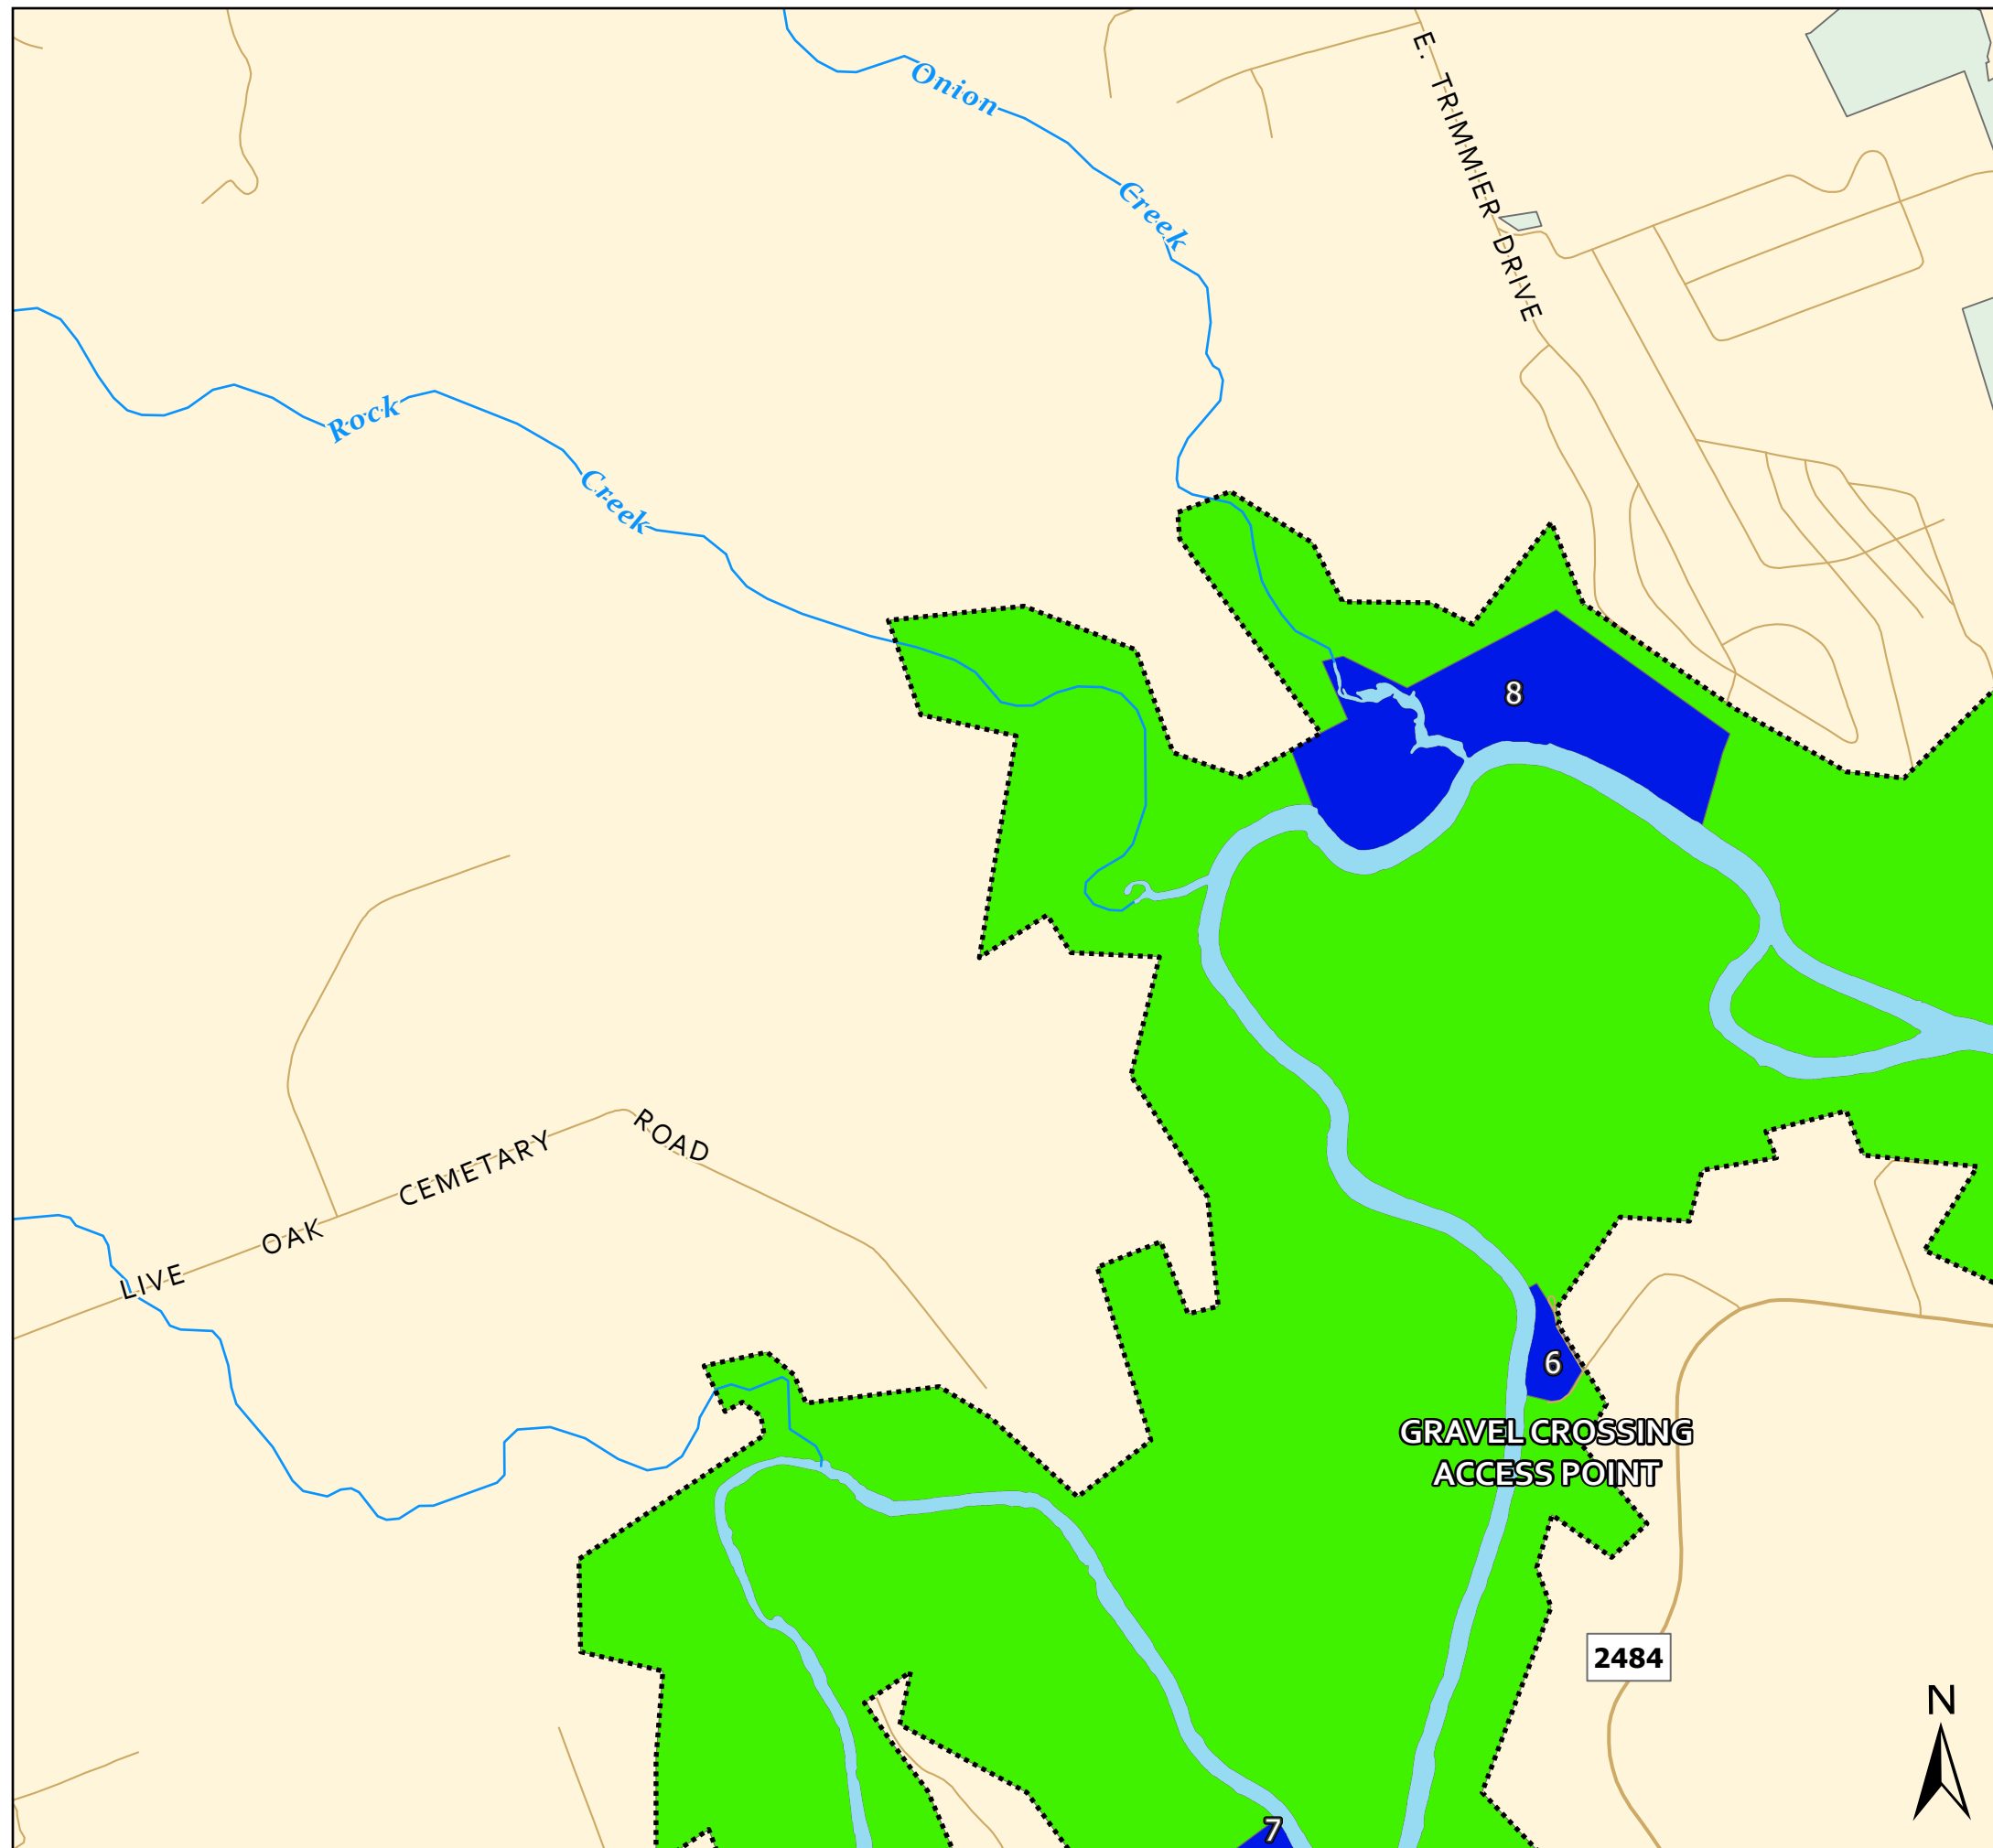 Onion
Creek
E. TRIMMIER DRIVE
Rock
Creek
8
LIVE OAK CEMETARY ROAD
6
GRAVEL CROSSING
ACCESS POINT
2484
N
7